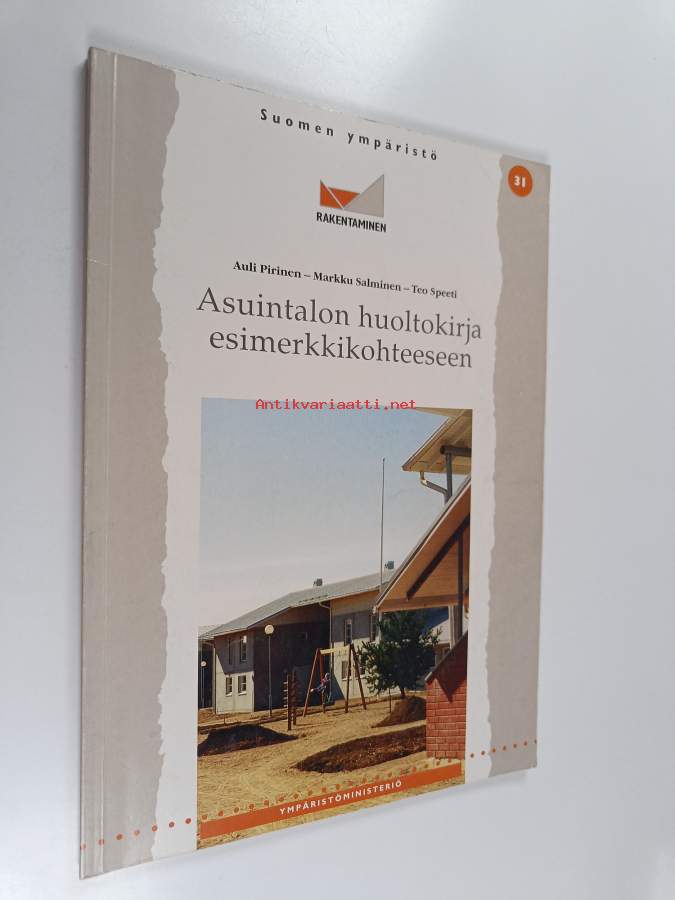 Suomen ympäristö
31
RAKENTAMINEN
Auli Pirinen – Markku Salminen – Teo Speeti
Asuintalon huoltokirja
esimerkkikohteeseen
Antikvariaatti.net
YMPÄRISTÖMINISTERIÖ